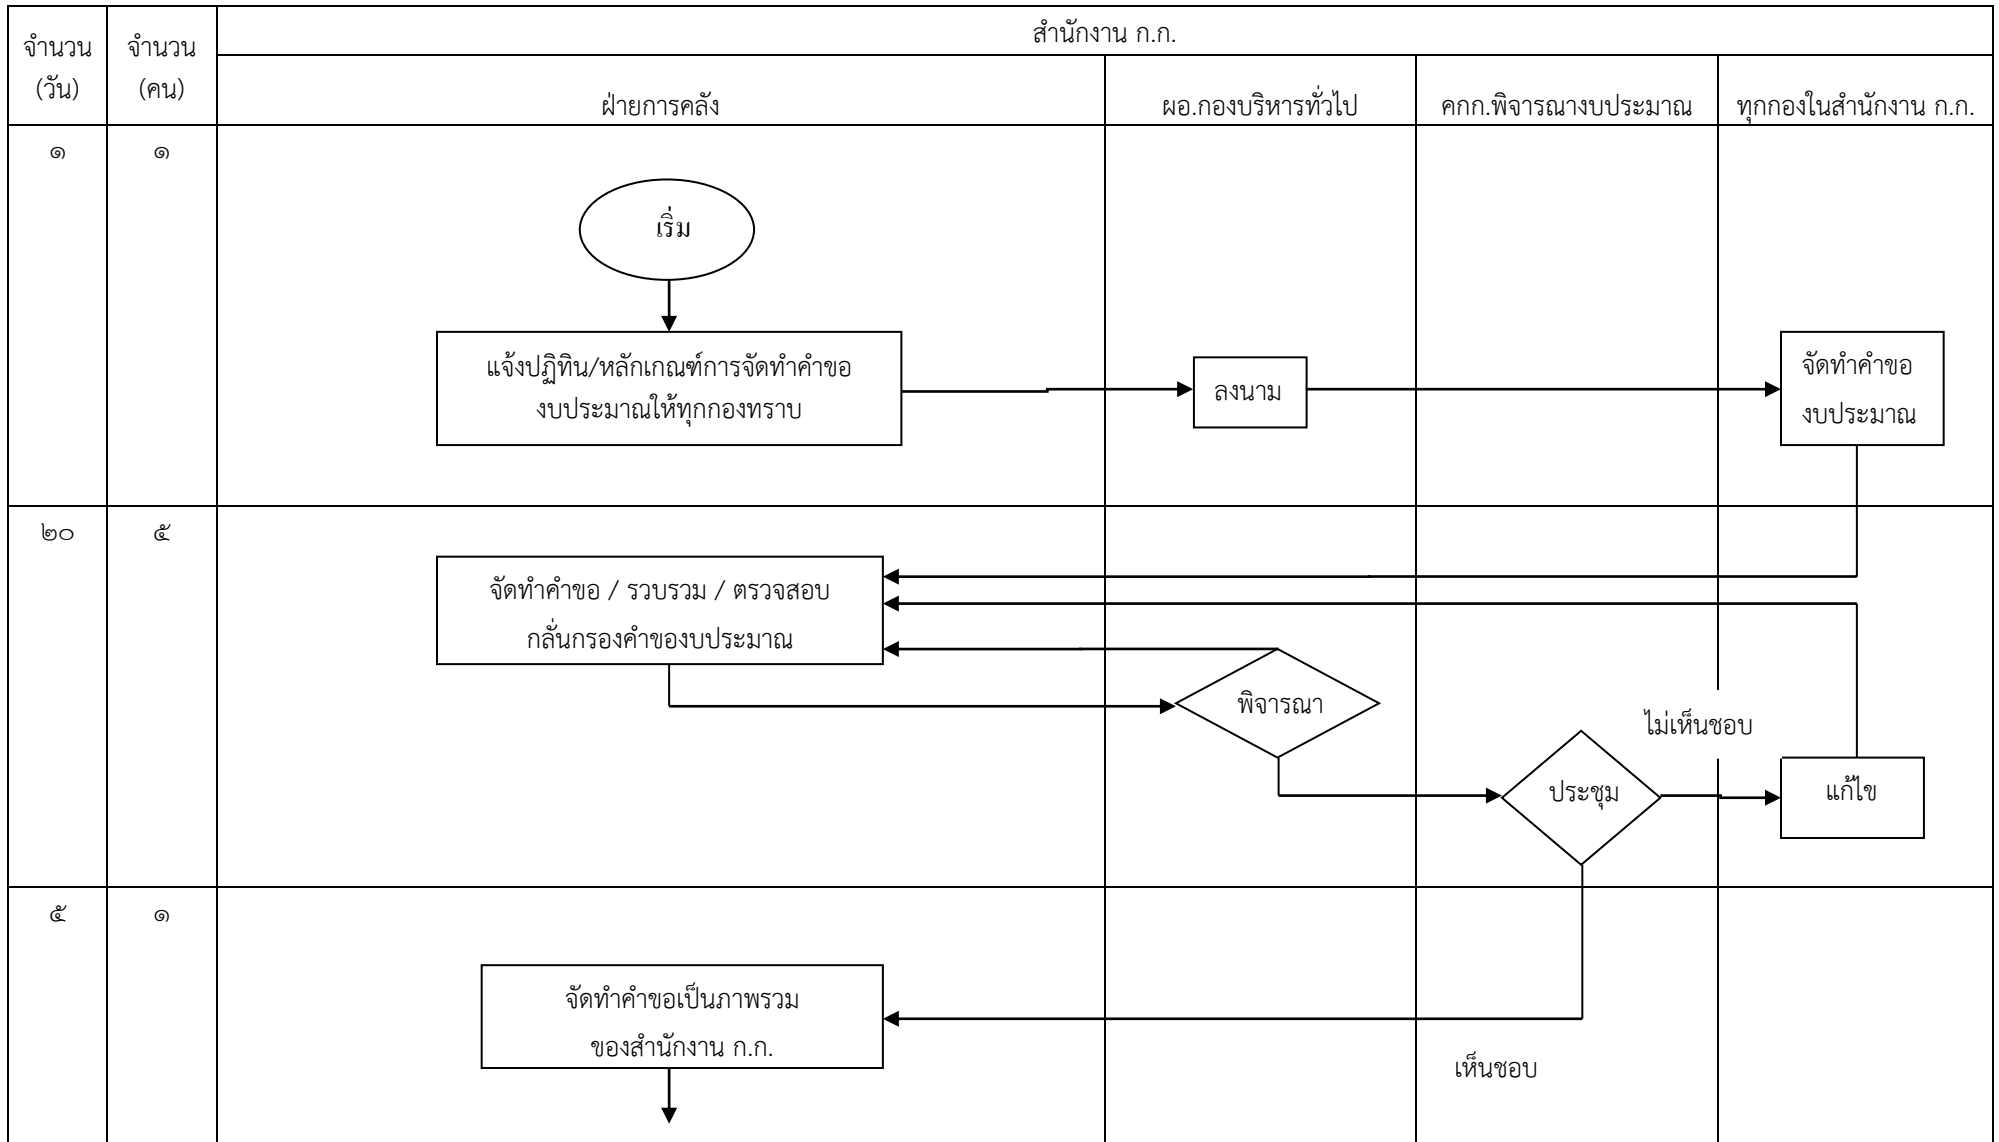 จำนวน
(วัน)
จำนวน
(คน)
สำนักงาน ก.ก.
ฝ่ายการคลัง
ผอ.กองบริหารทั่วไป
คกก.พิจารณางบประมาณ
ทุกกองในสำนักงาน ก.ก.
๑
๑
เริ่ม
แจ้งปฏิทิน/หลักเกณฑ์การจัดทำคำขอ
งบประมาณให้ทุกกองทราบ
ลงนาม
จัดทำคำขอ
งบประมาณ
๒๐
๕
จัดทำคำขอ / รวบรวม / ตรวจสอบ
กลั่นกรองคำของบประมาณ
พิจารณา
ไม่เห็นชอบ
ประชุม
แก้ไข
๕
๑
จัดทำคำขอเป็นภาพรวม
ของสำนักงาน ก.ก.
เห็นชอบ